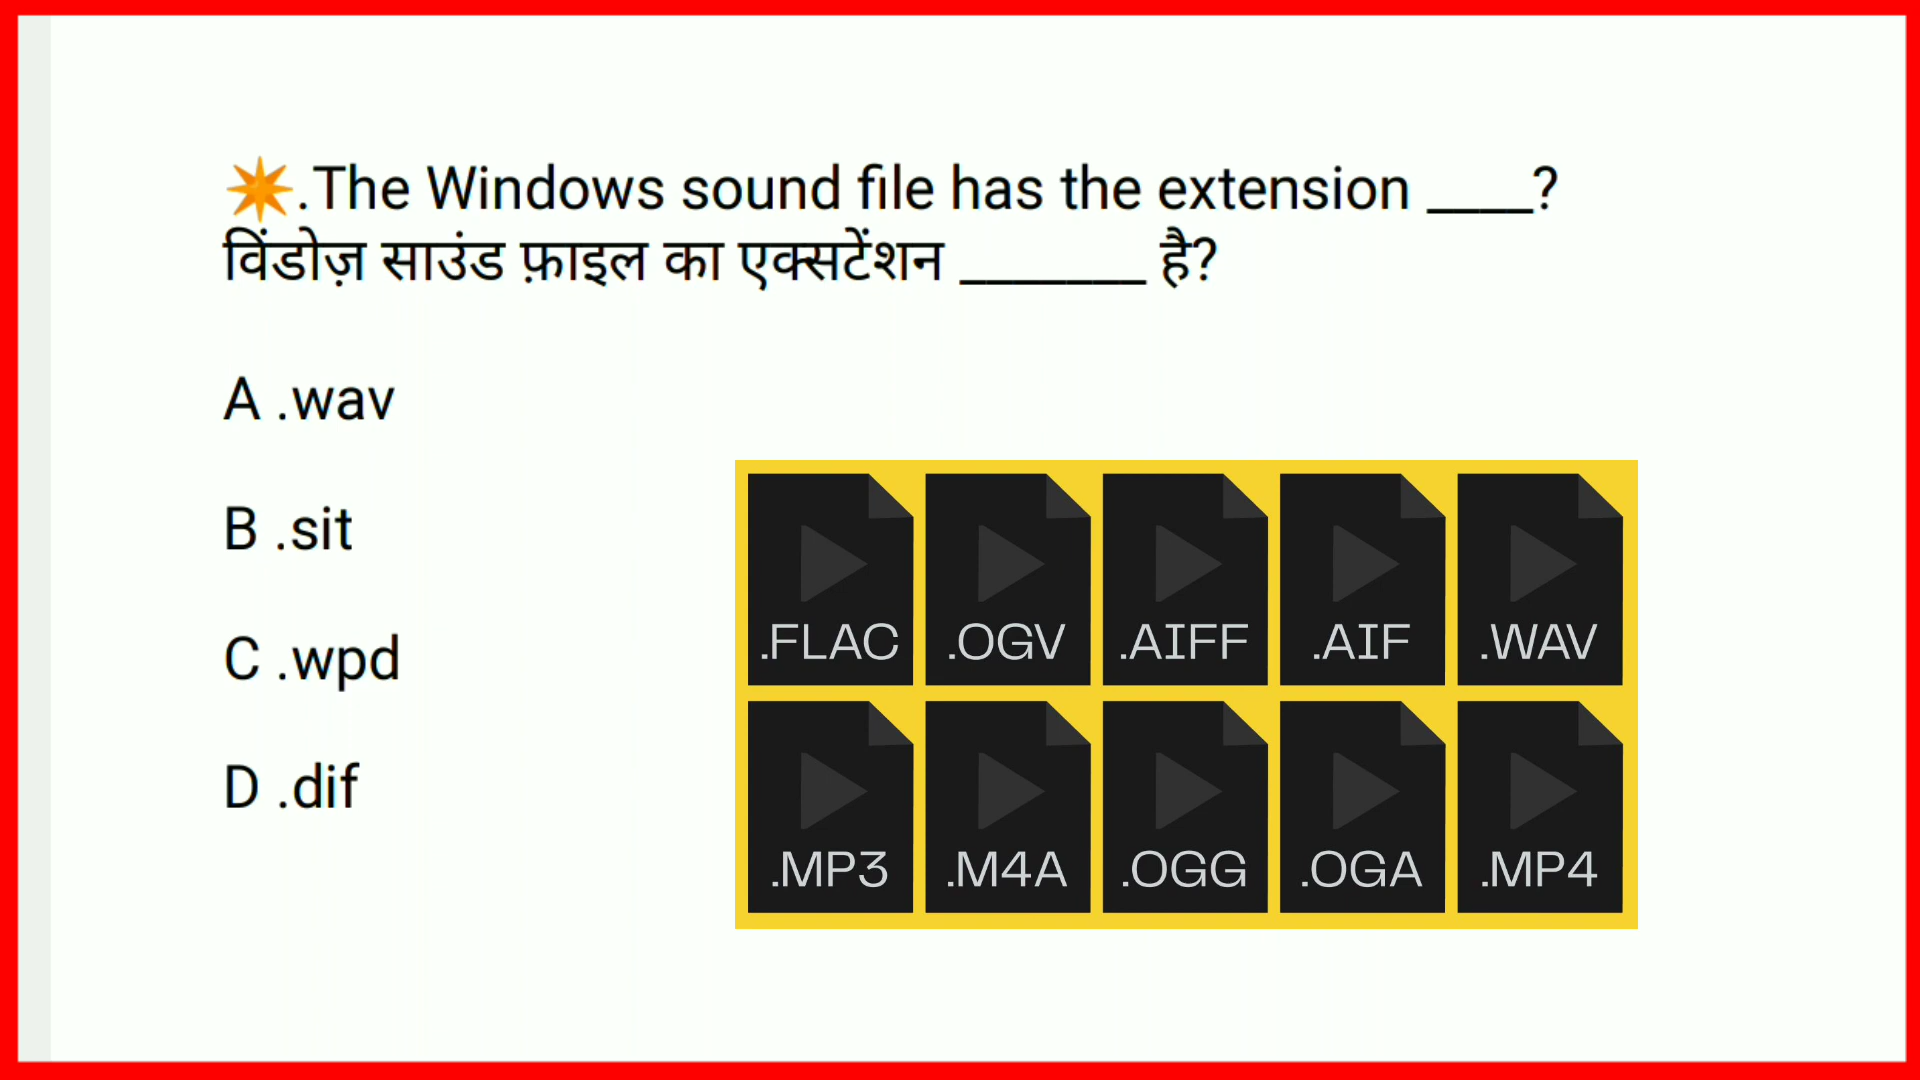 ✴.The Windows sound file has the extension ____?
विंडोज़ साउंड फ़ाइल का एक्सटेंशन _______ है?
A .wav
B .sit
C .wpd
D .dif
.FLAC .OGV .AIFF .AIF .WAV
.MP3 .M4A .OGG .OGA .MP4